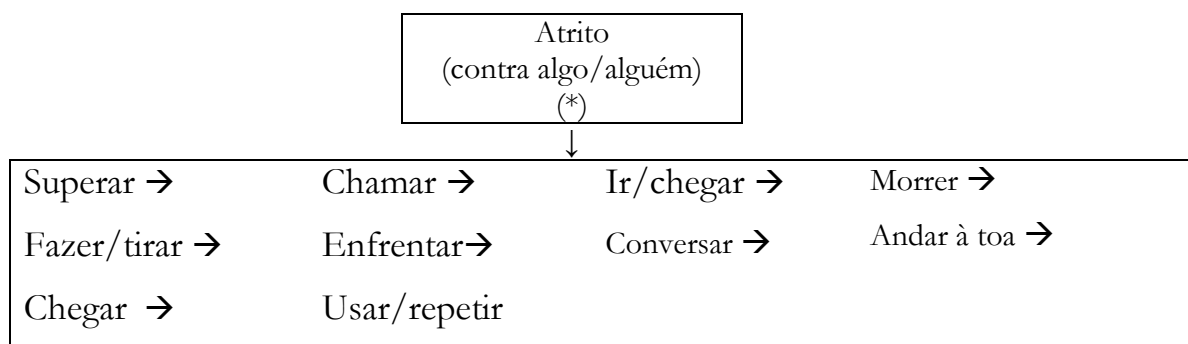 Atrito
(contra algo/alguém)
(*)
↓
Superar → Chamar → Ir/chegar → Morrer →
Fazer/tirar → Enfrentar→ Conversar → Andar à toa →
Chegar → Usar/repetir